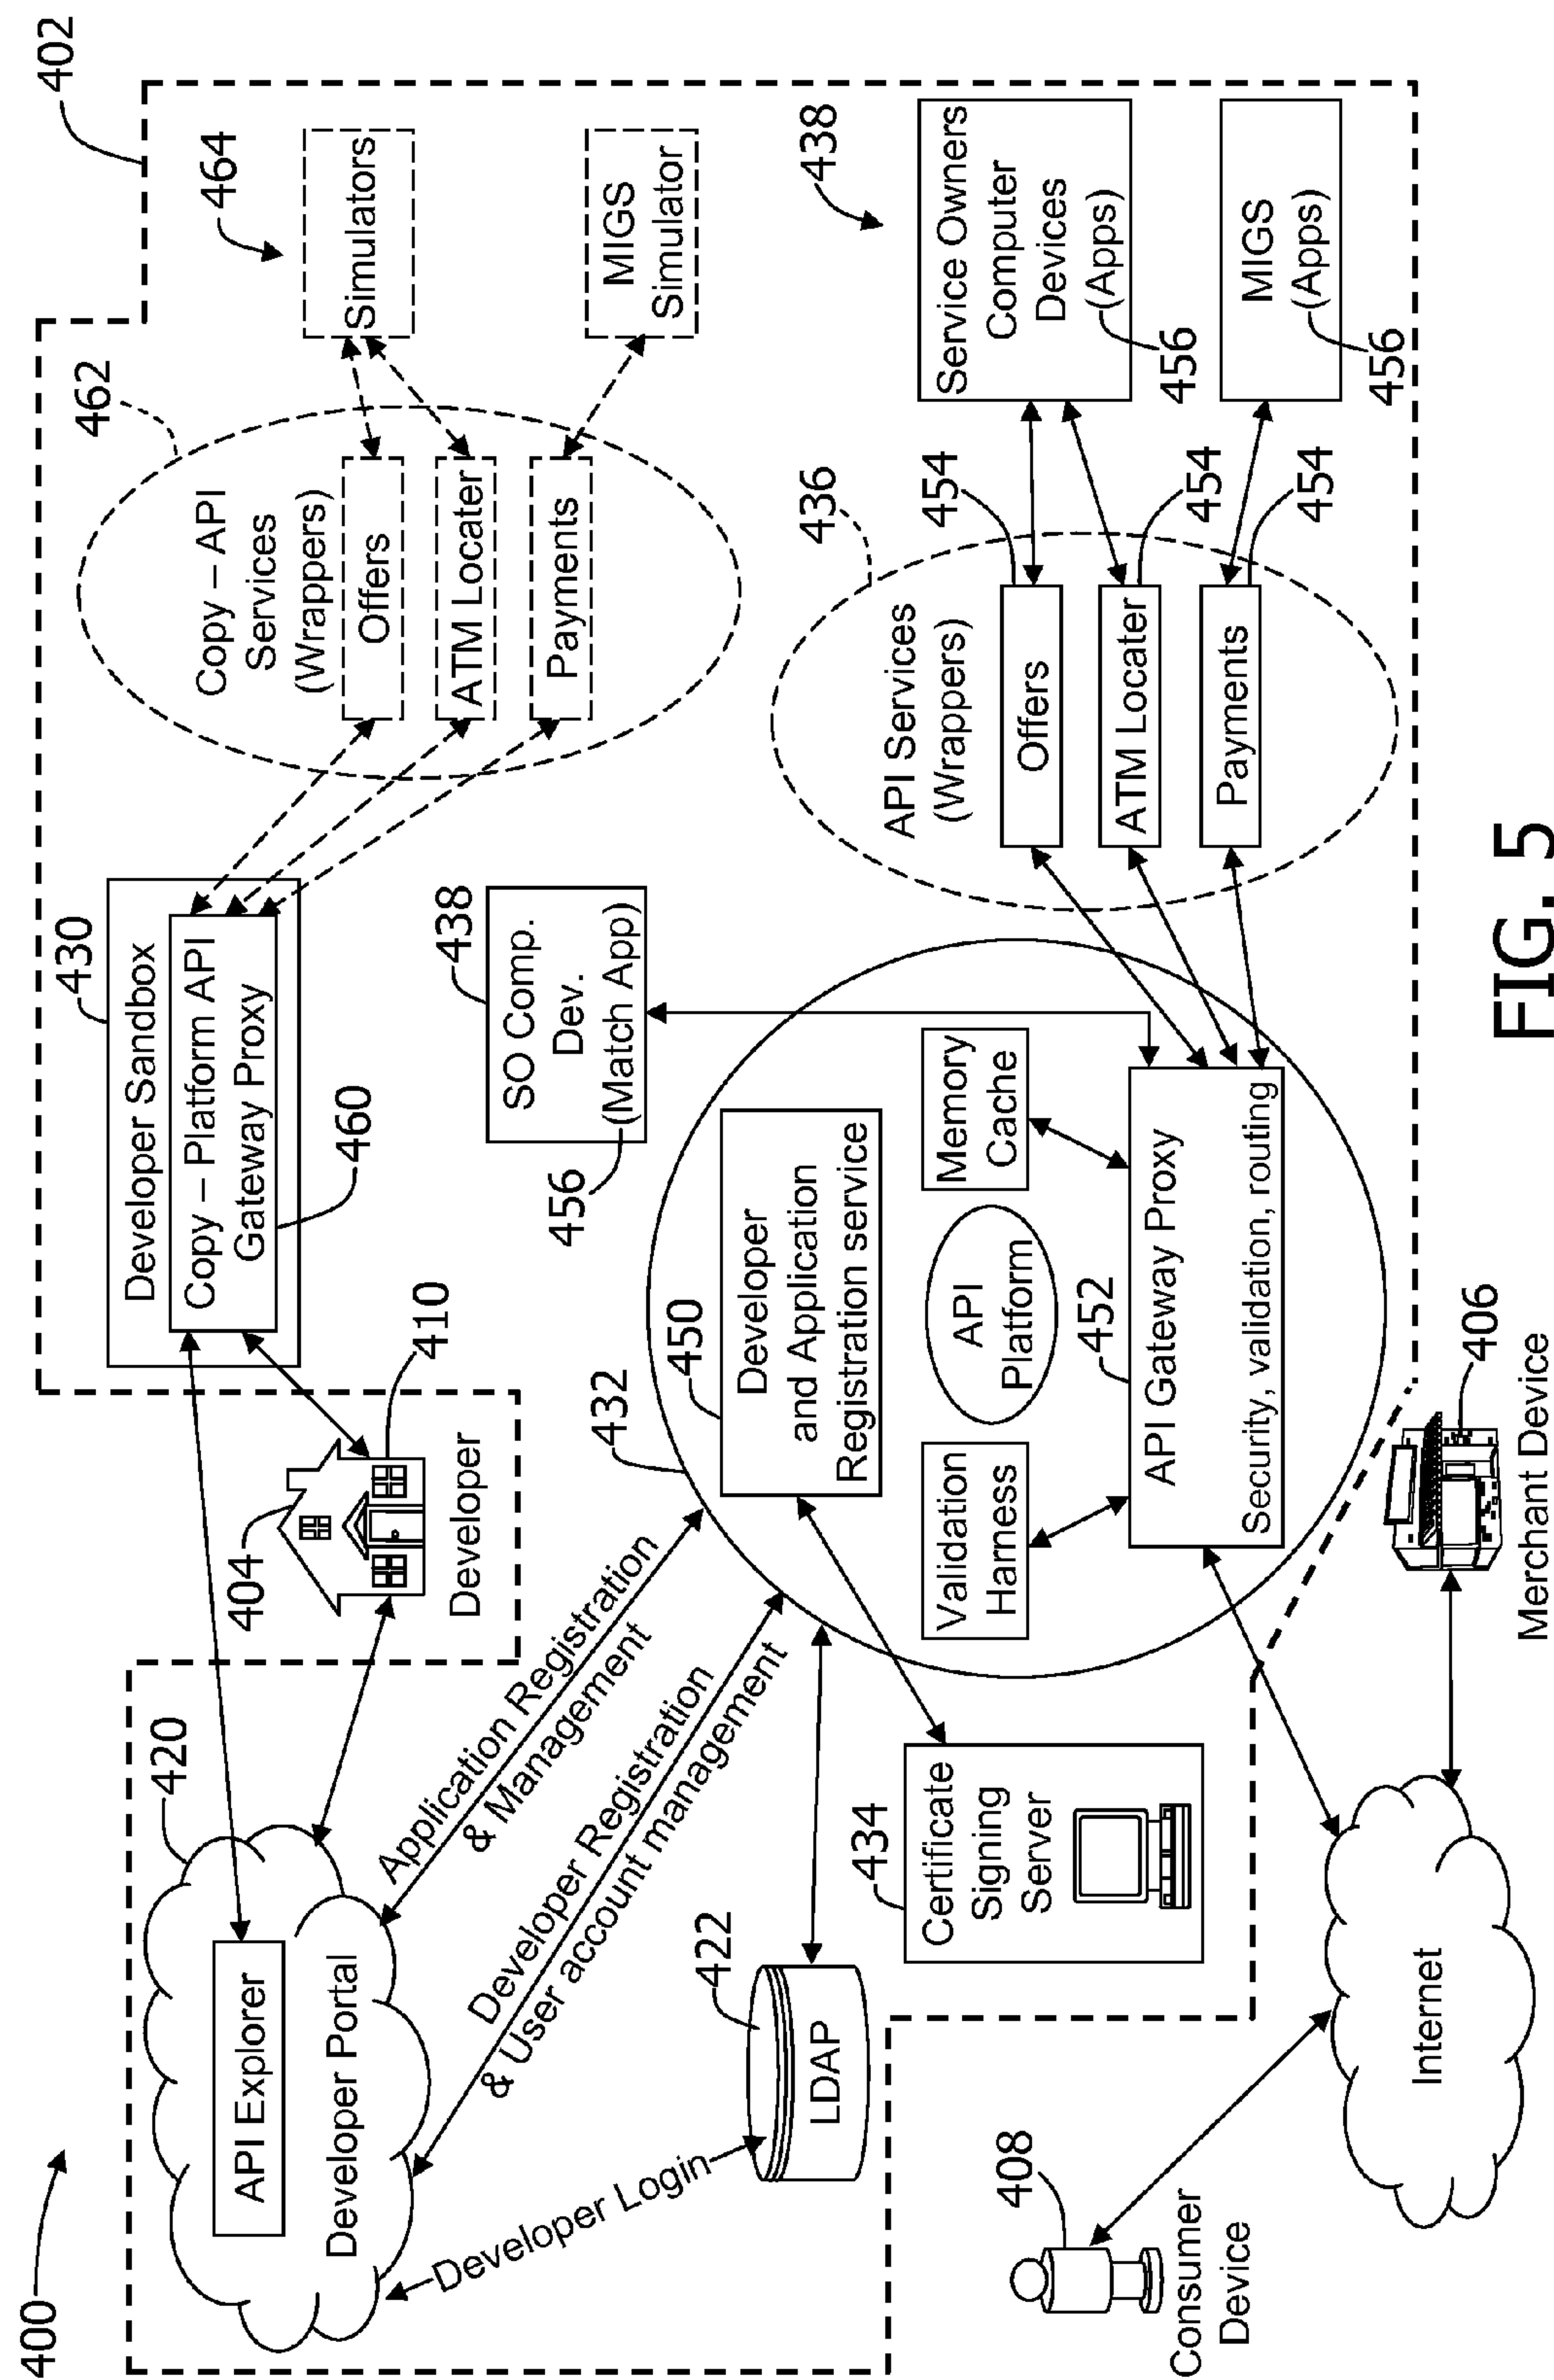 400
402
420
API Explorer
Developer Portal
404
410
Developer
430
Developer Sandbox
Copy – Platform API
Gateway Proxy
460
462
Copy – API
Services
(Wrappers)
Offers
ATM Locater
Payments
464
Simulators
MIGS
Simulator
Application Registration
& Management
Developer Registration
& User account management
Developer Login
422
LDAP
434
Certificate
Signing
Server
432
450
Developer
and Application
Registration service
438
SO Comp.
Dev.
(Match App)
456
Validation
Harness
API
Platform
Memory
Cache
452
API Gateway Proxy
Security, validation, routing
436
API Services
(Wrappers)
Offers
ATM Locater
Payments
454
454
454
438
Service Owners
Computer
Devices
(Apps)
456
MIGS
(Apps)
456
408
Consumer
Device
Internet
406
Merchant Device
FIG. 5